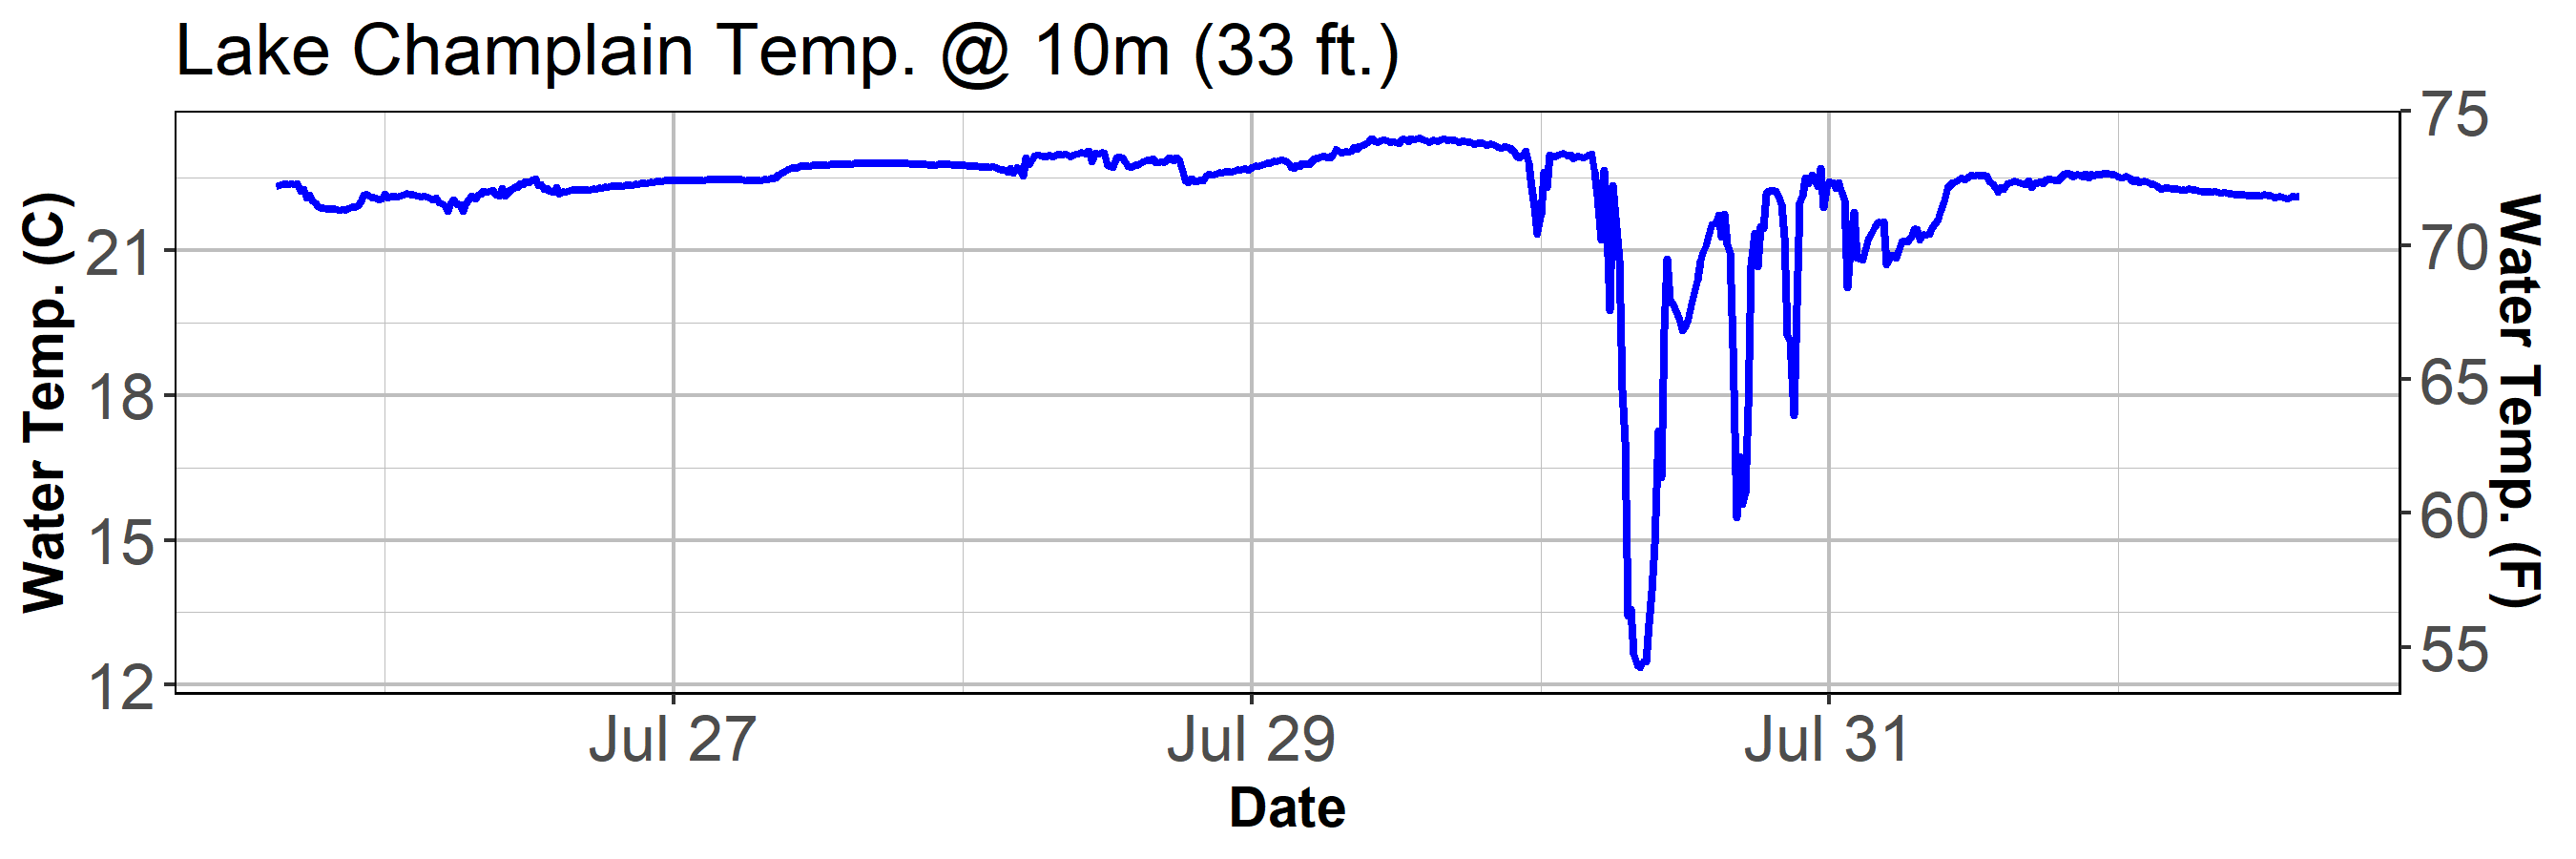 Lake Champlain Temp. @ 10m (33 ft.)
Water Temp. (C)
21
18
15
12
75
70
65
60
55
Water Temp. (F)
Jul 27
Jul 29
Jul 31
Date